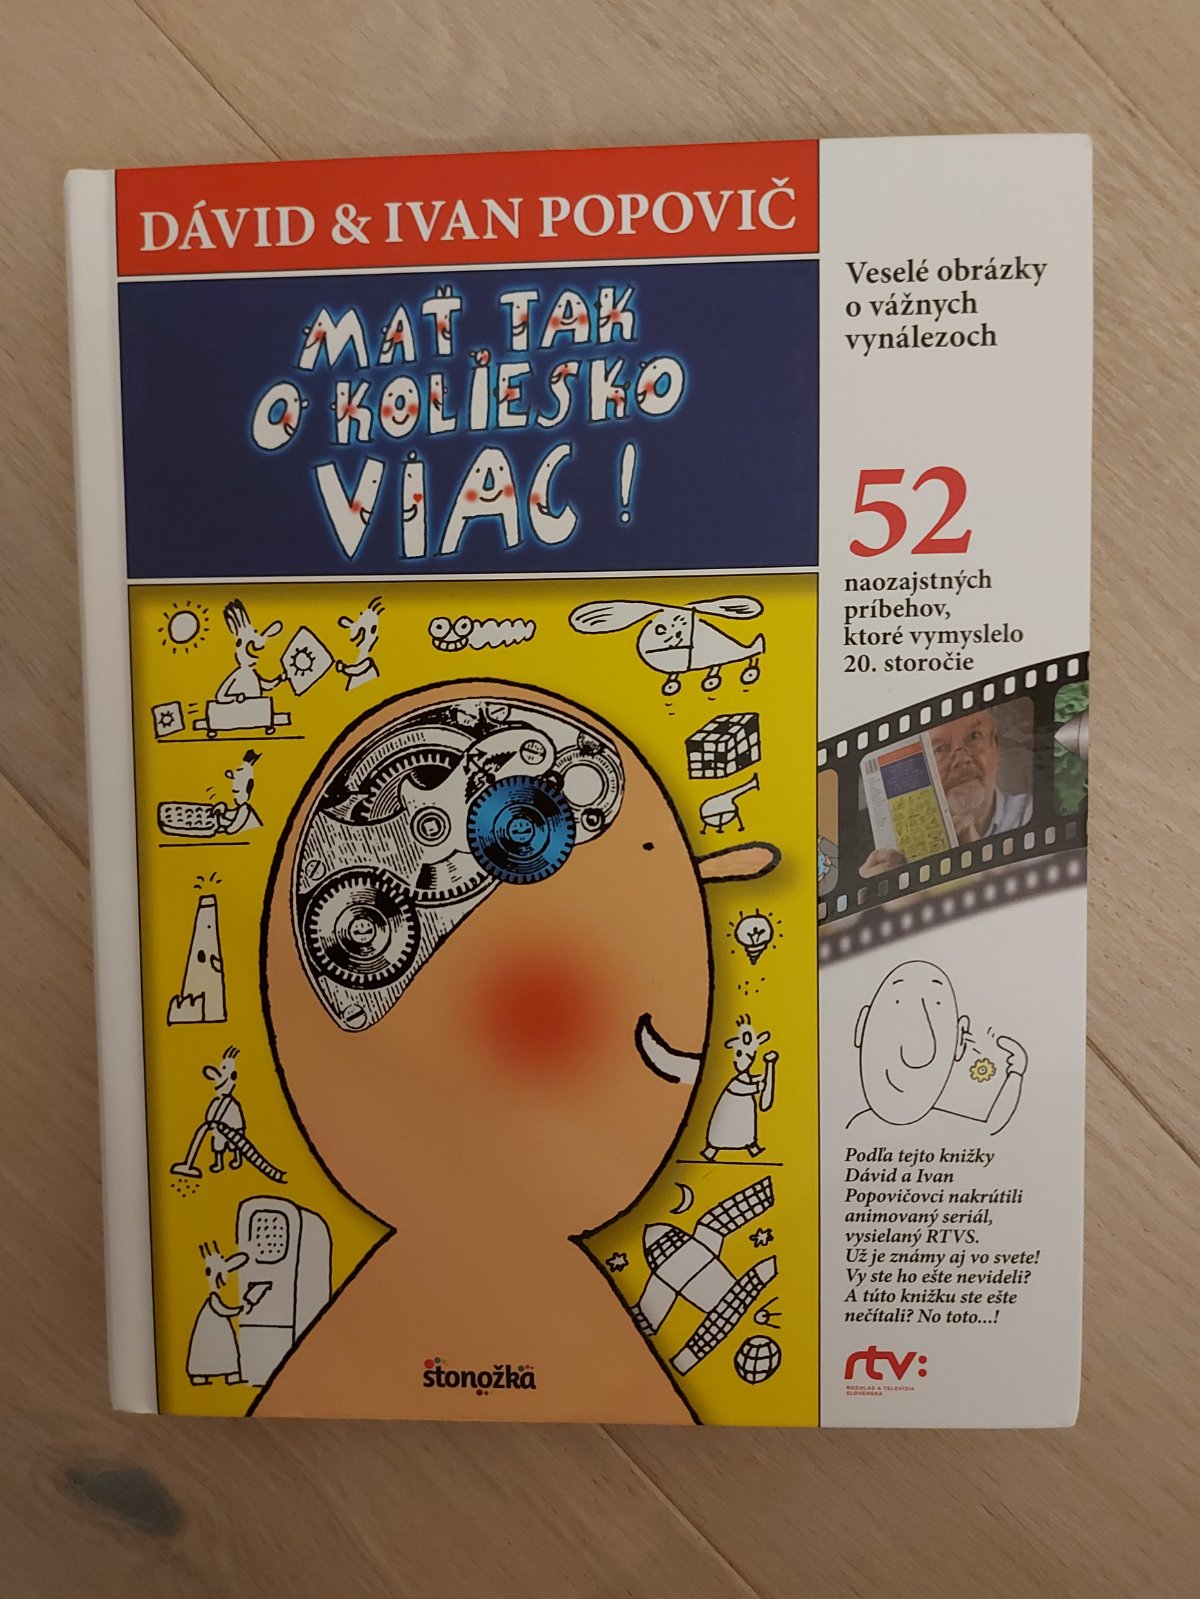 DÁVID & IVAN POPOVIČ
MAŤ TAK
O KOLIESKO
VIAC!
Veselé obrázky
o vážnych
vynálezoch
52
naozajstných
príbehov,
ktoré vymyslelo
20. storočie
Podľa tejto knižky
Dávid a Ivan
Popovičovci nakrútili
animovaný seriál,
vysielaný RTVS.
Už je známy aj vo svete!
Vy ste ho ešte nevideli?
A túto knižku ste ešte
nečítali? No toto...!
stonožka
rtv:
ROZHLAS A TELEVÍZIA
SLOVENSKA